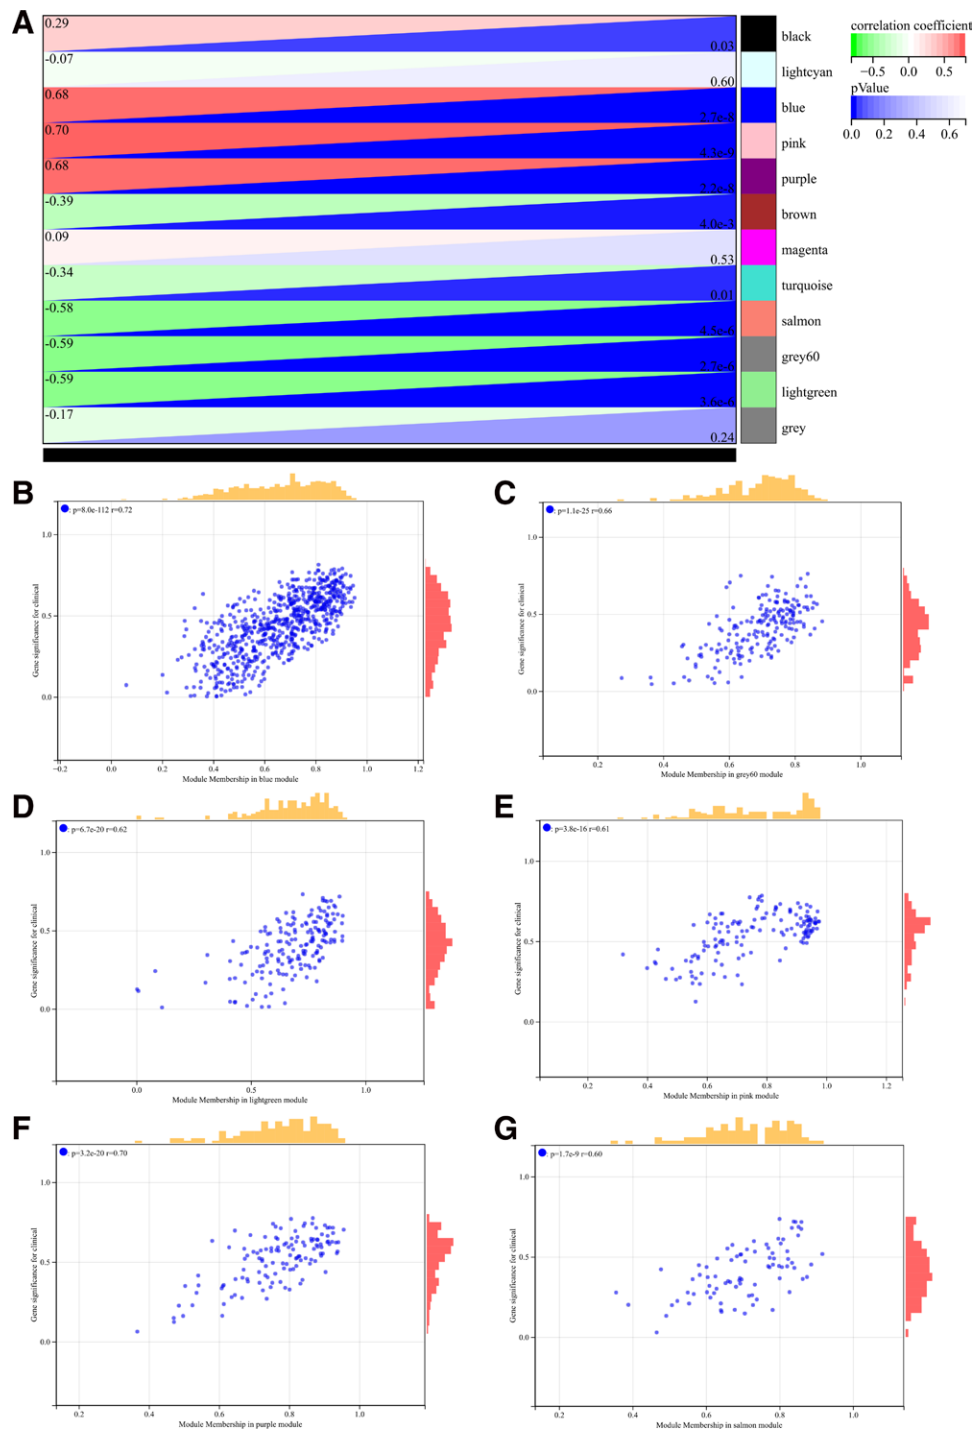 A
0.29
0.03
black
-0.07
0.60
lightcyan
0.68
2.7e-8
blue
0.70
4.3e-9
pink
0.68
2.2e-8
purple
-0.39
4.0e-3
brown
0.09
0.53
magenta
-0.34
0.01
turquoise
-0.58
4.5e-6
salmon
-0.59
2.7e-6
grey60
-0.59
3.6e-6
lightgreen
-0.17
0.24
grey
correlation coefficient
−0.5 0.0 0.5
pValue
0.0 0.2 0.4 0.6
B
: p=8.0e-112 r=0.72
Gene significance for clinical
1.0
0.5
0.0
−0.2 0.0 0.2 0.4 0.6 0.8 1.0 1.2
Module Membership in blue module
C
: p=1.1e-25 r=0.66
Gene significance for clinical
1.0
0.5
0.0
0.2 0.4 0.6 0.8 1.0
Module Membership in grey60 module
D
: p=6.7e-20 r=0.62
Gene significance for clinical
1.0
0.5
0.0
0.0 0.5 1.0
Module Membership in lightgreen module
E
: p=3.8e-16 r=0.61
Gene significance for clinical
1.0
0.5
0.0
0.2 0.4 0.6 0.8 1.0 1.2
Module Membership in pink module
F
: p=3.2e-20 r=0.70
Gene significance for clinical
1.0
0.5
0.0
0.2 0.4 0.6 0.8 1.0
Module Membership in purple module
G
: p=1.7e-9 r=0.60
Gene significance for clinical
1.0
0.5
0.0
0.2 0.4 0.6 0.8 1.0
Module Membership in salmon module